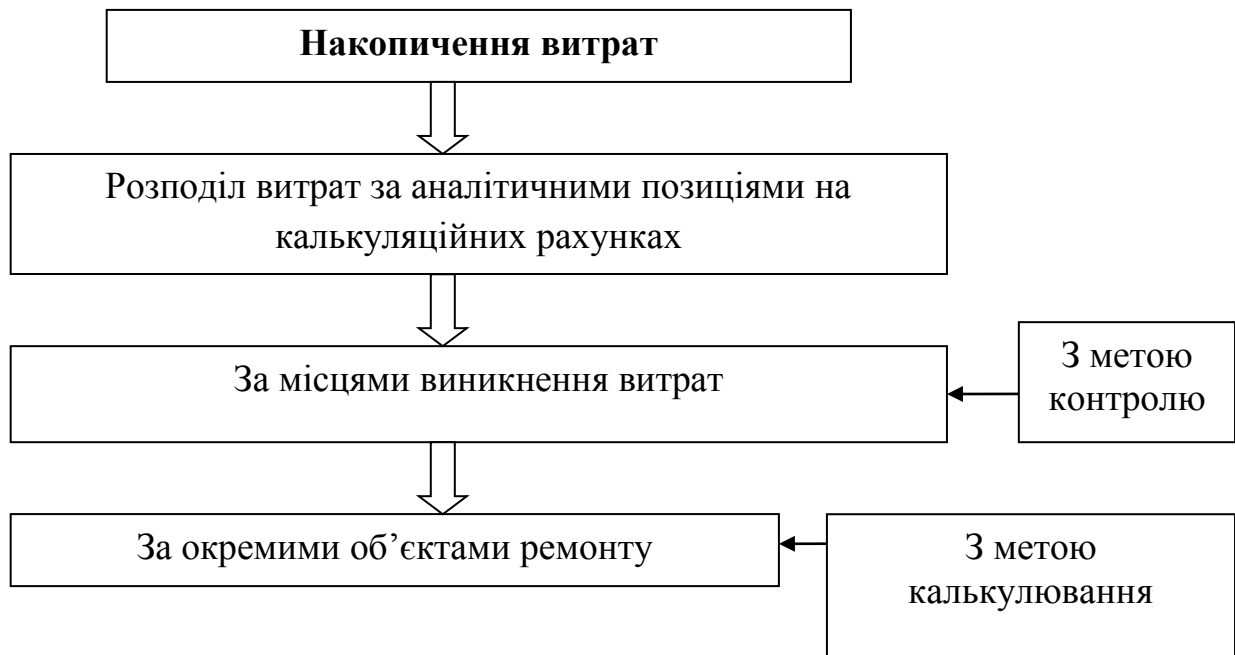 Накопичення витрат
Розподіл витрат за аналітичними позиціями на
калькуляційних рахунках
За місцями виникнення витрат
З метою
контролю
За окремими об’єктами ремонту
З метою
калькулювання